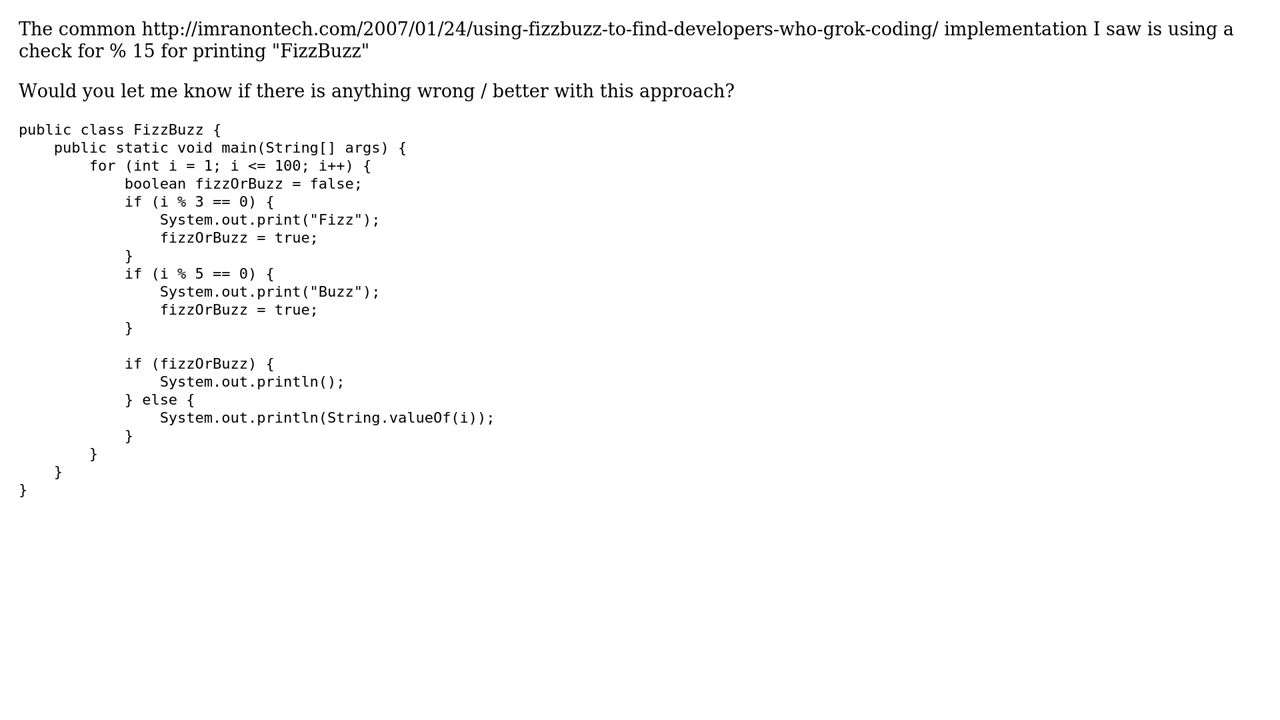 The common http://imranontech.com/2007/01/24/using-fizzbuzz-to-find-developers-who-grok-coding/ implementation I saw is using a
check for % 15 for printing "FizzBuzz"
Would you let me know if there is anything wrong / better with this approach?
public class FizzBuzz {
    public static void main(String[] args) {
        for (int i = 1; i <= 100; i++) {
            boolean fizzOrBuzz = false;
            if (i % 3 == 0) {
                System.out.print("Fizz");
                fizzOrBuzz = true;
            }
            if (i % 5 == 0) {
                System.out.print("Buzz");
                fizzOrBuzz = true;
            }

            if (fizzOrBuzz) {
                System.out.println();
            } else {
                System.out.println(String.valueOf(i));
            }
        }
    }
}